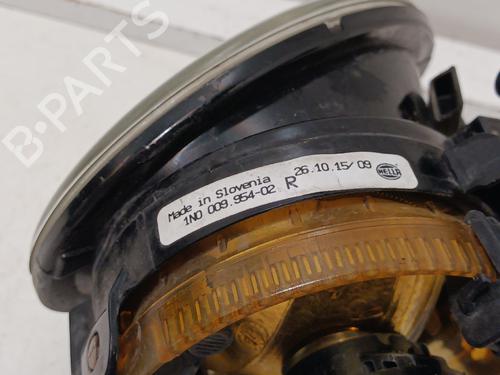 B-PARTS
Made in Slovenia 26.10.15/09 HELLA
1N0 009.954-02 R